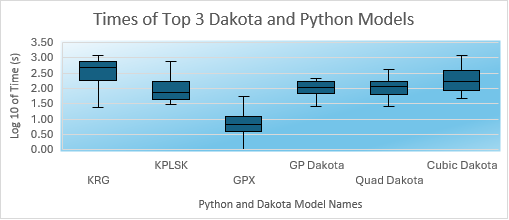 Times of Top 3 Dakota and Python Models
Log 10 of Time (s)
3.50
3.00
2.50
2.00
1.50
1.00
0.50
0.00
KRG
KPLSK
GPX
GP Dakota
Quad Dakota
Cubic Dakota
Python and Dakota Model Names